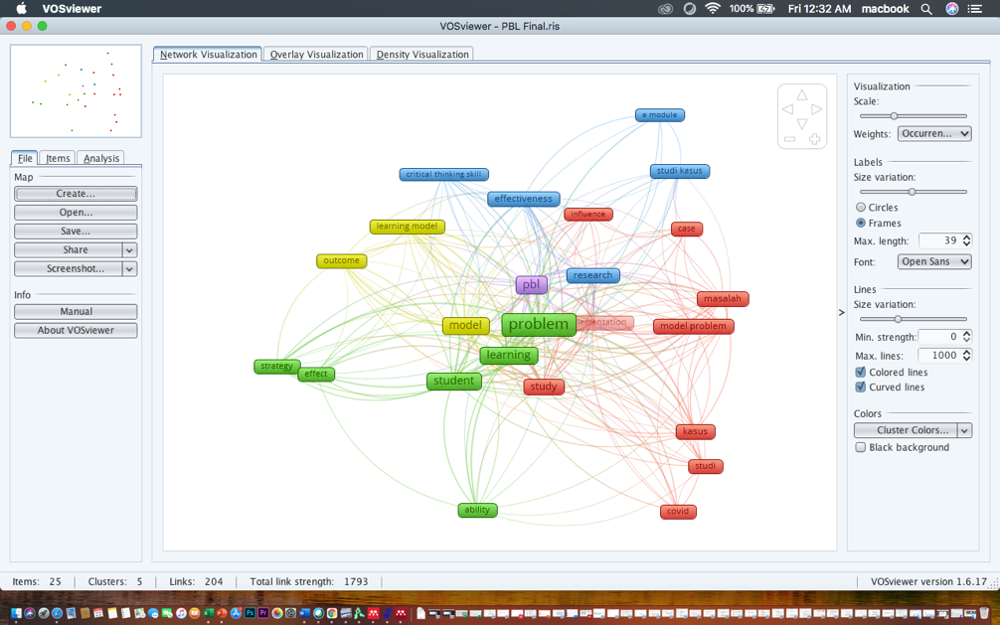 VOSviewer
100%
Fri 12:32 AM
macbook
VOSviewer - PBL Final.ris
Network Visualization
Overlay Visualization
Density Visualization
File
Items
Analysis
Map
Create...
Open...
Save...
Share
Screenshot...
Info
Manual
About VOSviewer
e module
critical thinking skill
studi kasus
effectiveness
influence
learning model
case
outcome
research
pbl
masalah
model
problem
ementation
model problem
learning
strategy
effect
student
study
kasus
studi
ability
covid
Visualization
Scale:
Weights:
Occurren...
Labels
Size variation:
Circles
Frames
Max. length:
39
Font:
Open Sans
Lines
Size variation:
Min. strength:
0
Max. lines:
1000
Colored lines
Curved lines
Colors
Cluster Colors...
Black background
>
Items: 25
Clusters: 5
Links: 204
Total link strength: 1793
VOSviewer version 1.6.17